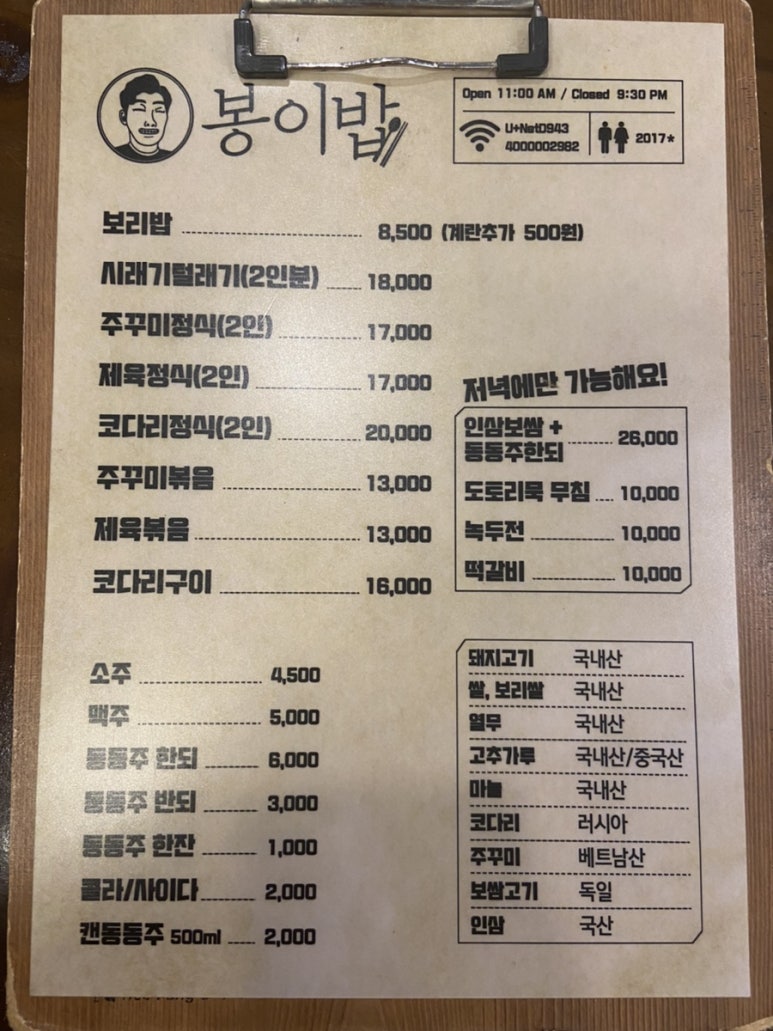 봉이밥
Open 11:00 AM / Closed 9:30 PM
U+Net0943
4000002982
2017*
보리밥 8,500 (계란추가 500원)
시래기털래기(2인분) 18,000
주꾸미정식(2인) 17,000
제육정식(2인) 17,000
코다리정식(2인) 20,000
주꾸미볶음 13,000
제육볶음 13,000
코다리구이 16,000
저녁에만 가능해요!
인삼보쌈 +
동동주한되 26,000
도토리묵 무침 10,000
녹두전 10,000
떡갈비 10,000
소주 4,500
맥주 5,000
동동주 한되 6,000
동동주 반되 3,000
동동주 한잔 1,000
콜라/사이다 2,000
캔동동주 500ml 2,000
돼지고기 국내산
쌀, 보리쌀 국내산
열무 국내산
고추가루 국내산/중국산
마늘 국내산
코다리 러시아
주꾸미 베트남산
보쌈고기 독일
인삼 국산